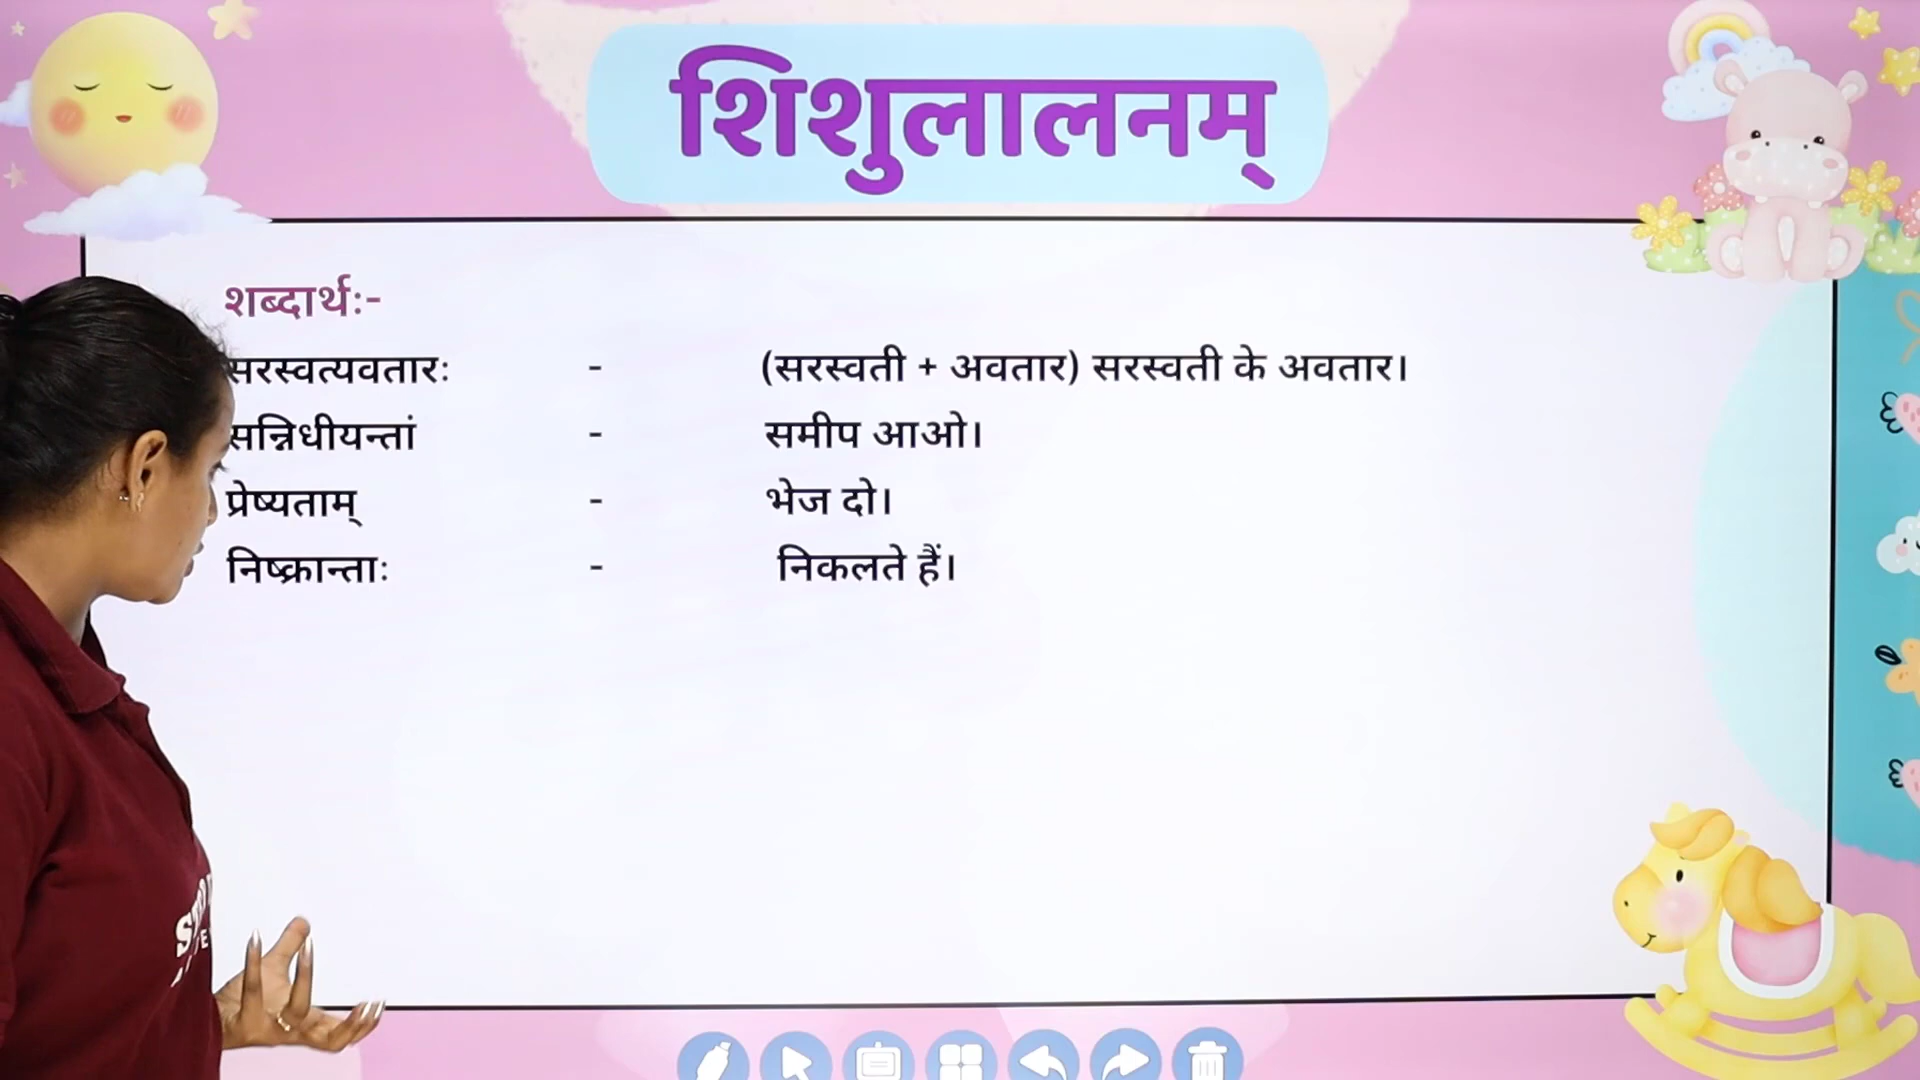 शिशुलालनम्
शब्दार्थः-
सरस्वत्यवतारः - (सरस्वती + अवतार) सरस्वती के अवतार।
सन्निधीयन्तां - समीप आओ।
प्रेष्यताम् - भेज दो।
निष्क्रान्ताः - निकलते हैं।